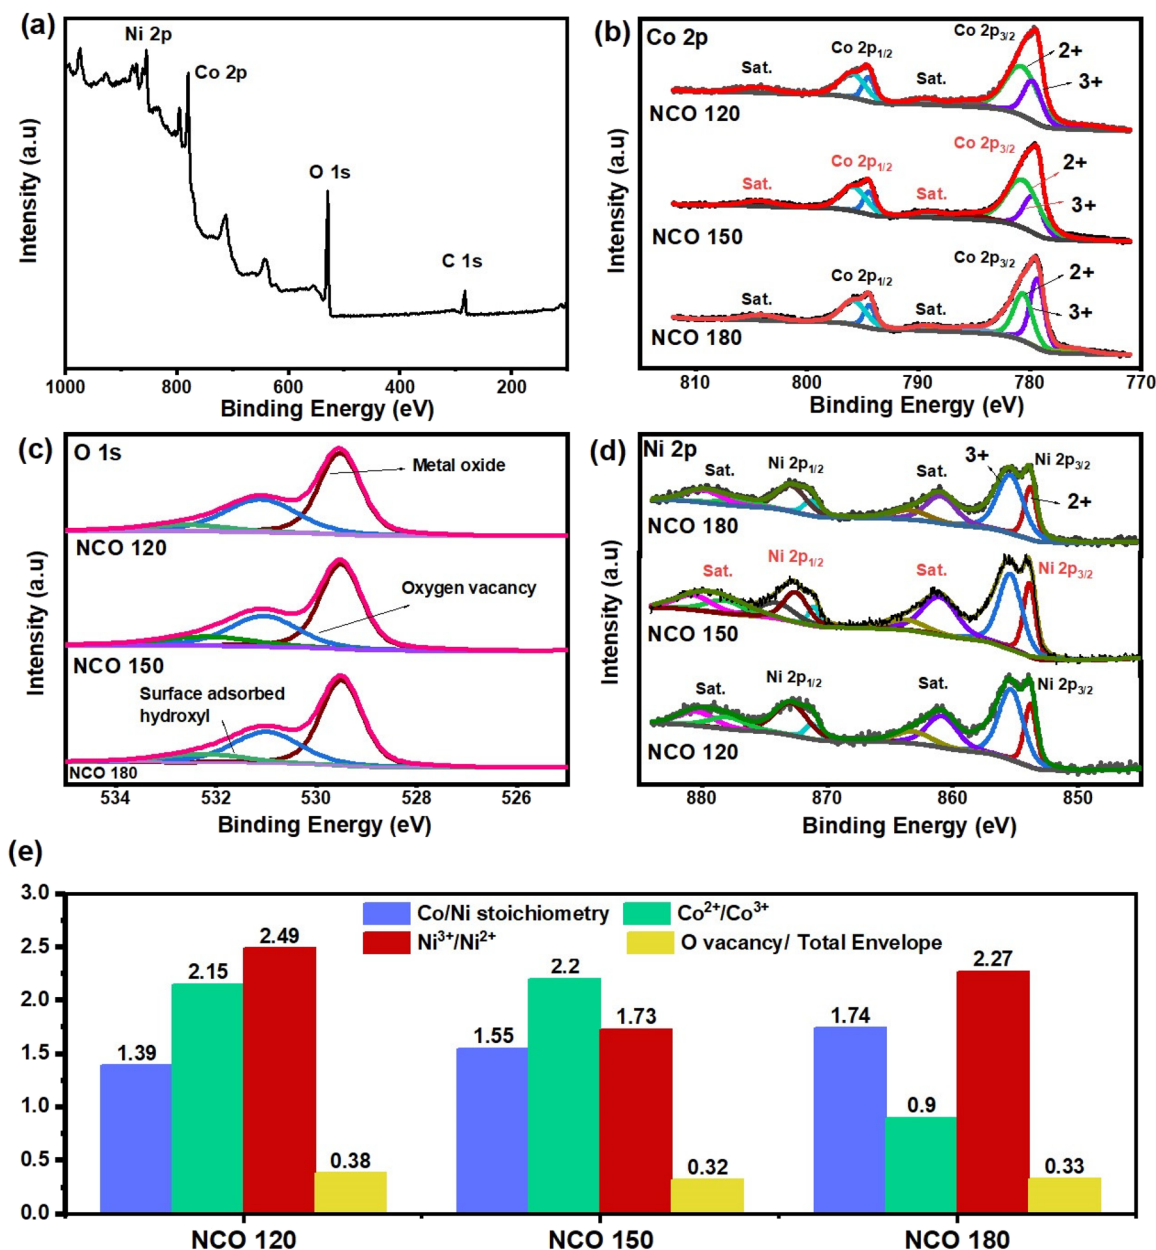 (a)
Ni 2p
Co 2p
O 1s
C 1s
Intensity (a.u)
1000 800 600 400 200
Binding Energy (eV)
(b)
Co 2p
Sat.
Co 2p1/2
Sat.
Co 2p3/2
2+
3+
NCO 120
Sat.
Co 2p1/2
Sat.
Co 2p3/2
2+
3+
NCO 150
Sat.
Co 2p1/2
Sat.
Co 2p3/2
2+
3+
NCO 180
Intensity (a.u)
810 800 790 780 770
Binding Energy (eV)
(c)
O 1s
Metal oxide
NCO 120
Oxygen vacancy
NCO 150
Surface adsorbed
hydroxyl
NCO 180
Intensity (a.u)
534 532 530 528 526
Binding Energy (eV)
(d)
Ni 2p
Sat.
Ni 2p1/2
Sat.
3+
Ni 2p3/2
2+
NCO 180
Sat.
Ni 2p1/2
Sat.
Ni 2p3/2
NCO 150
Sat.
Ni 2p1/2
Sat.
Ni 2p3/2
NCO 120
Intensity (a.u)
880 870 860 850
Binding Energy (eV)
(e)
3.0
2.5
2.0
1.5
1.0
0.5
0.0
Co/Ni stoichiometry
Co2+/Co3+
Ni3+/Ni2+
O vacancy/ Total Envelope
1.39 2.15 2.49 0.38
1.55 2.2 1.73 0.32
1.74 0.9 2.27 0.33
NCO 120 NCO 150 NCO 180